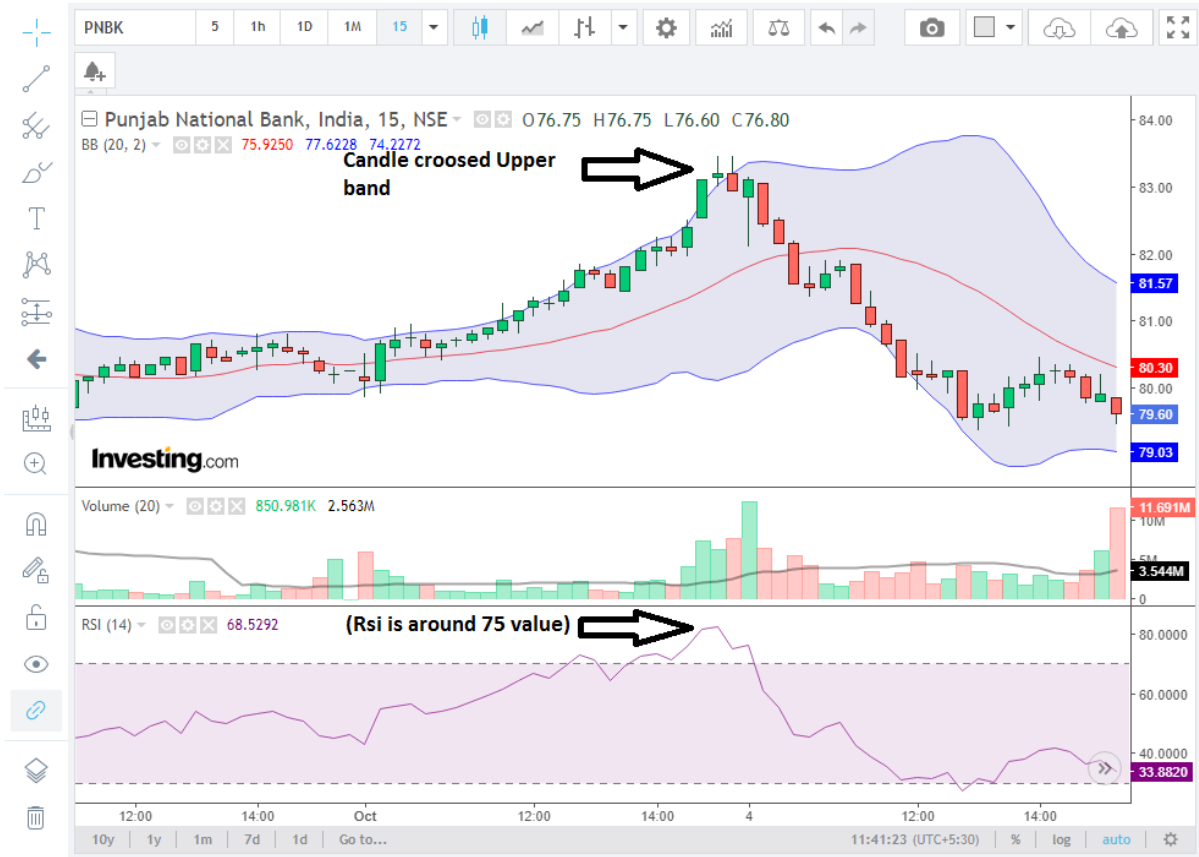 PNBK 5 1h 1D 1M 15
Punjab National Bank, India, 15, NSE O76.75 H76.75 L76.60 C76.80
BB (20, 2) 75.9250 77.6228 74.2272
Candle croosed Upper
band
84.00
83.00
82.00
81.57
81.00
80.30
80.00
79.60
79.03
Investing.com
Volume (20) 850.981K 2.563M
11.691M
10M
5M
3.544M
0
RSI (14) 68.5292
(Rsi is around 75 value)
80.0000
60.0000
40.0000
33.8820
12:00 14:00 Oct 12:00 14:00 4 12:00 14:00
10y 1y 1m 7d 1d Go to... 11:41:23 (UTC+5:30) % log auto